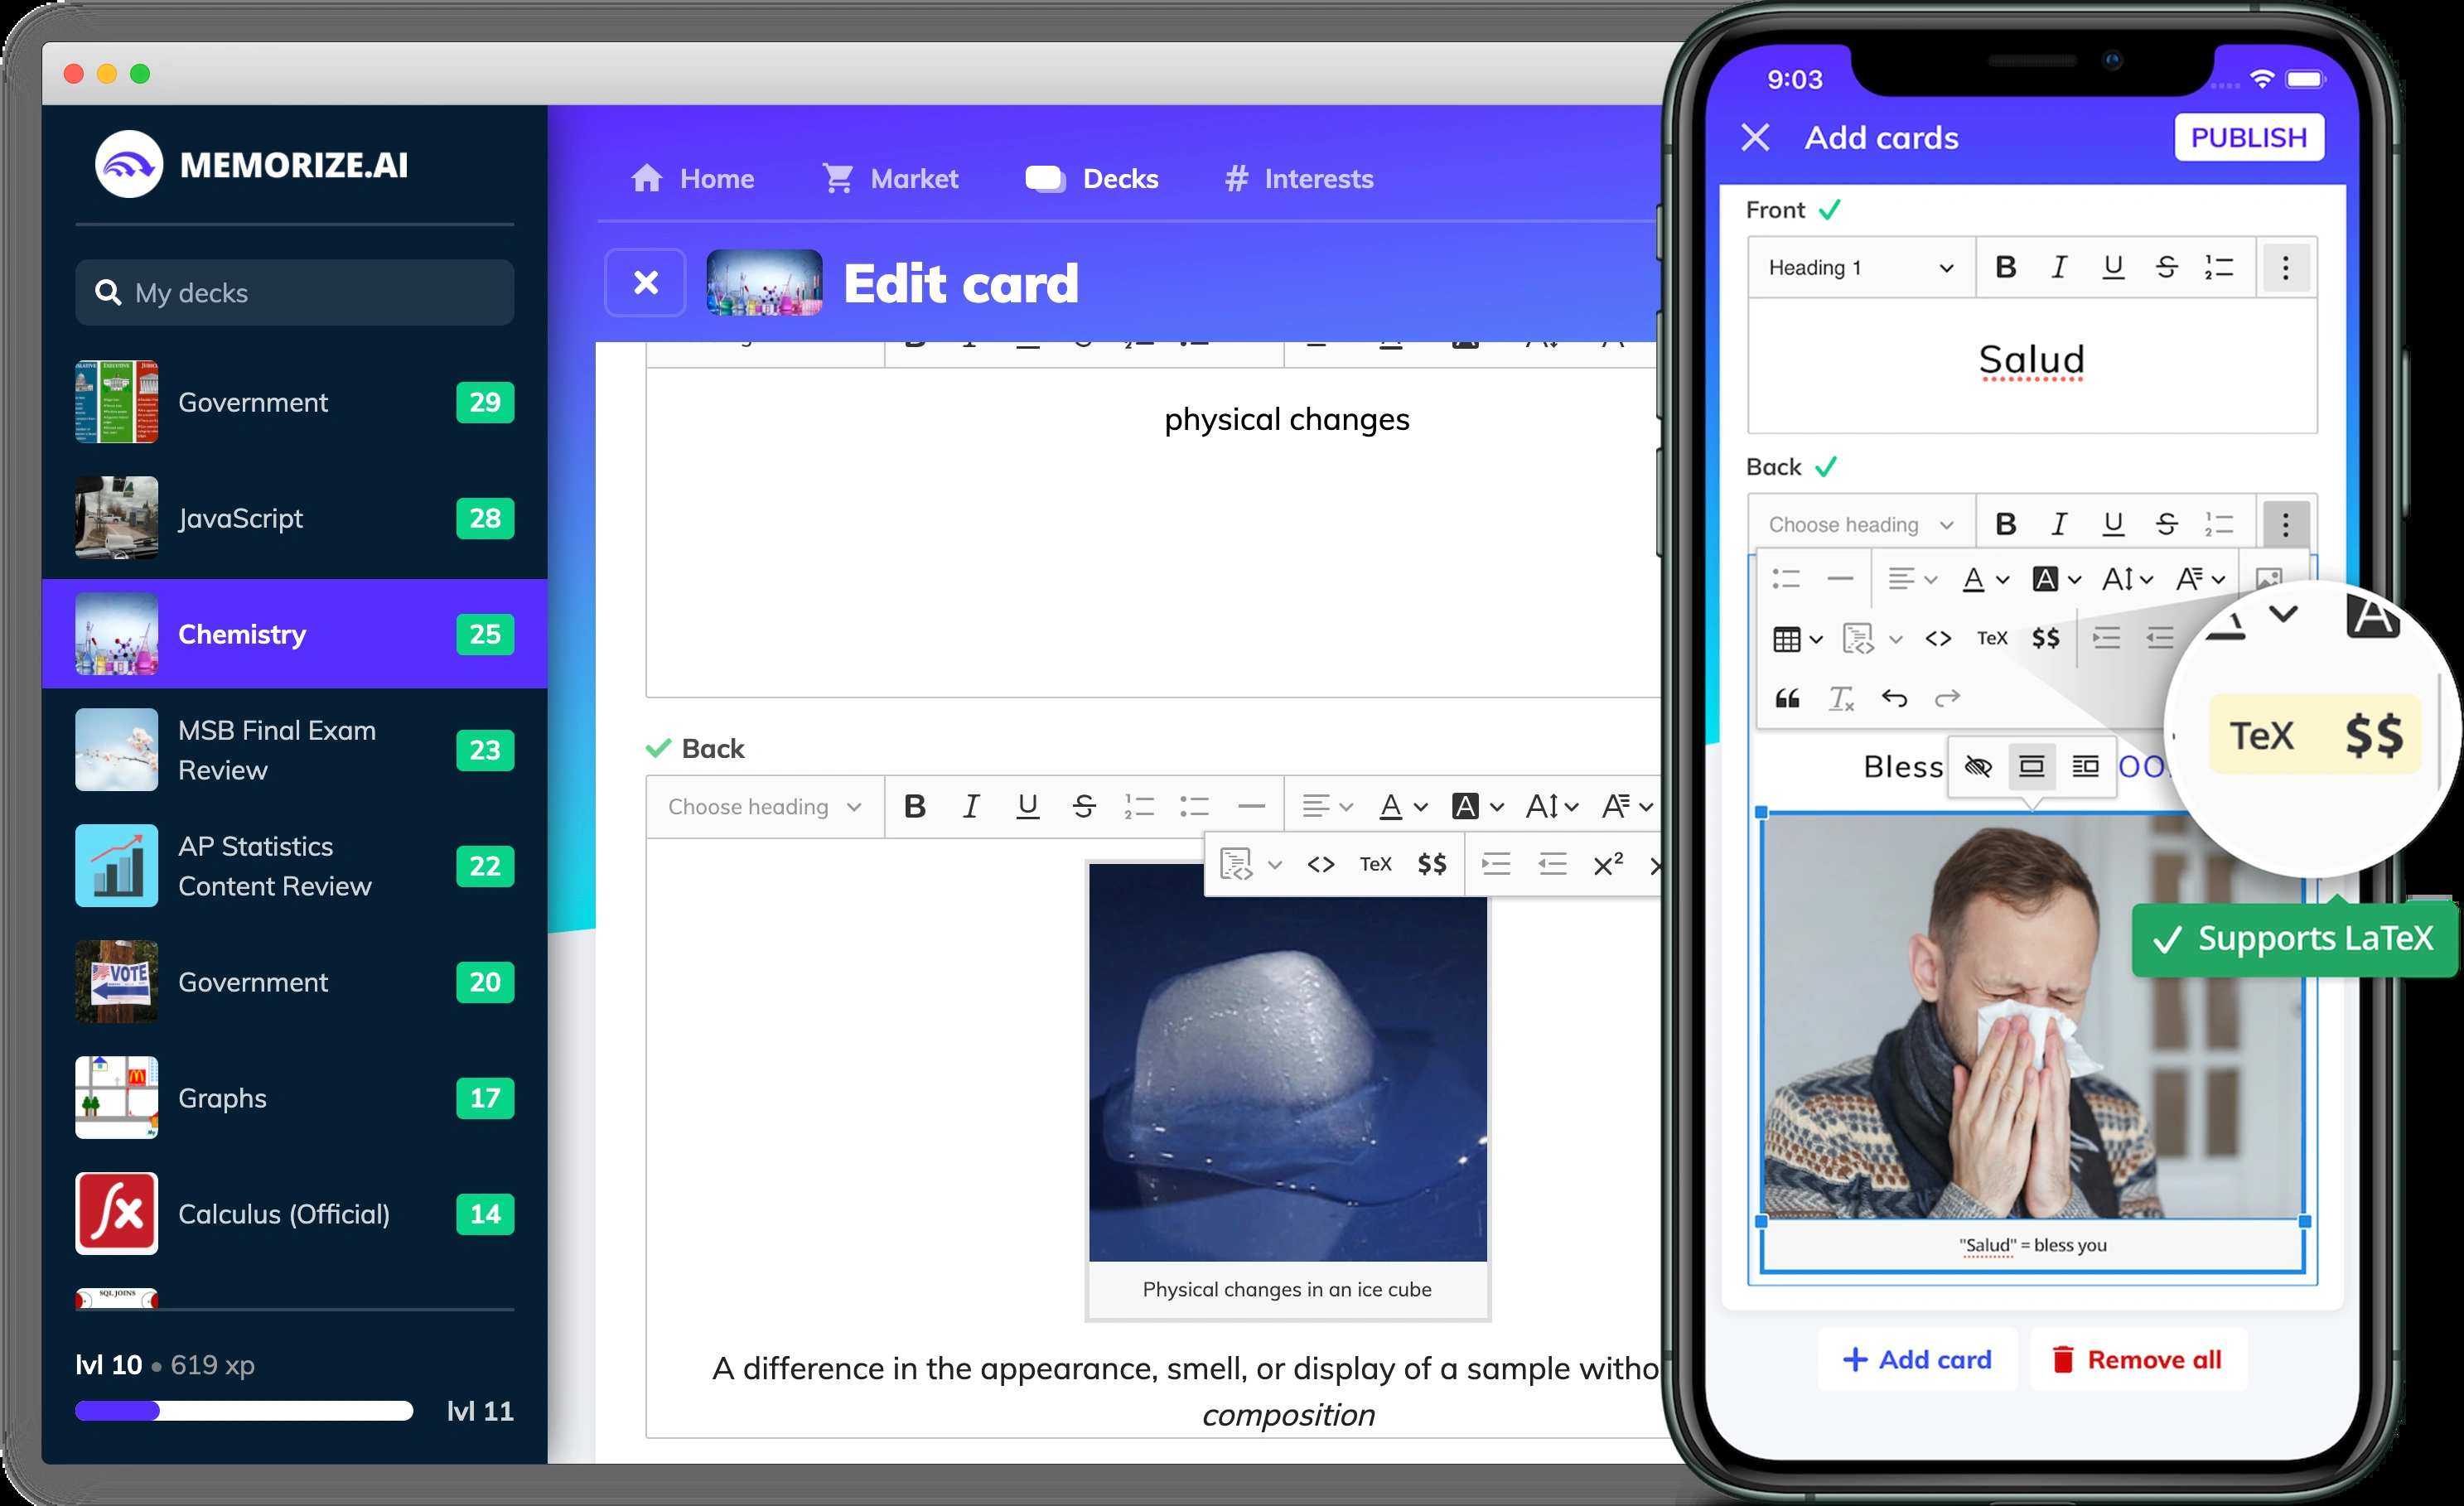 MEMORIZE.AI
My decks
Government 29
JavaScript 28
Chemistry 25
MSB Final Exam
Review
23
AP Statistics
Content Review
22
VOTE
Government 20
Graphs 17
Calculus (Official) 14
SQL JOINS
lvl 10 • 619 xp
lvl 11
Home Market Decks # Interests
Edit card
physical changes
Back
Choose heading B I U S A A A A
<> TeX $$ x²
Physical changes in an ice cube
A difference in the appearance, smell, or display of a sample witho
composition
9:03
Add cards PUBLISH
Front
Heading 1 B I U S
Salud
Back
Choose heading B I U S
A A A A
<> TeX $$
Bless
TeX $$
Supports LaTeX
"Salud" = bless you
+ Add card Remove all